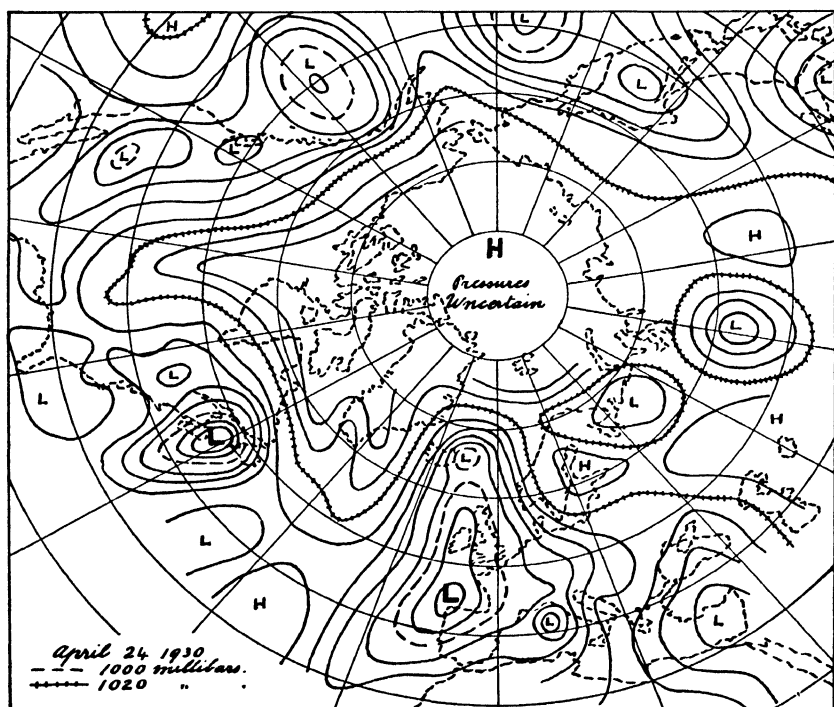 H
L
L
L
L
L
L
H
H
Pressures
Uncertain
L
L
L
L
L
H
L
L
H
L
L
H
L
L
April 24 1930
1000 millibars.
1020 " .